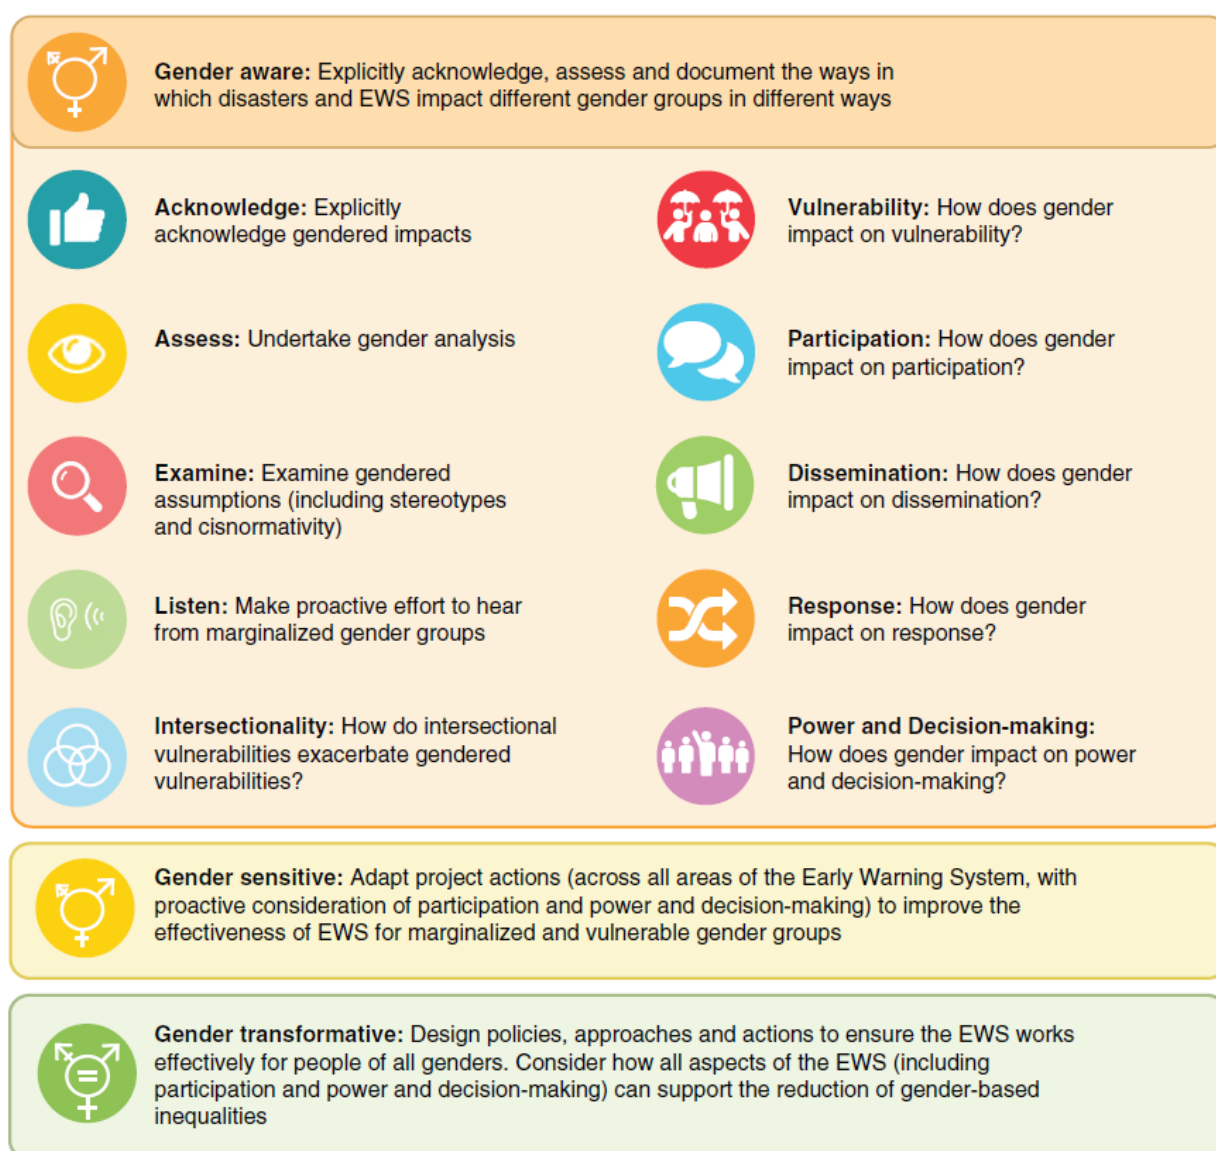 Gender aware: Explicitly acknowledge, assess and document the ways in
which disasters and EWS impact different gender groups in different ways
Acknowledge: Explicitly
acknowledge gendered impacts
Vulnerability: How does gender
impact on vulnerability?
Assess: Undertake gender analysis
Participation: How does gender
impact on participation?
Examine: Examine gendered
assumptions (including stereotypes
and cisnormativity)
Dissemination: How does gender
impact on dissemination?
Listen: Make proactive effort to hear
from marginalized gender groups
Response: How does gender
impact on response?
Intersectionality: How do intersectional
vulnerabilities exacerbate gendered
vulnerabilities?
Power and Decision-making:
How does gender impact on power
and decision-making?
Gender sensitive: Adapt project actions (across all areas of the Early Warning System, with
proactive consideration of participation and power and decision-making) to improve the
effectiveness of EWS for marginalized and vulnerable gender groups
Gender transformative: Design policies, approaches and actions to ensure the EWS works
effectively for people of all genders. Consider how all aspects of the EWS (including
participation and power and decision-making) can support the reduction of gender-based
inequalities